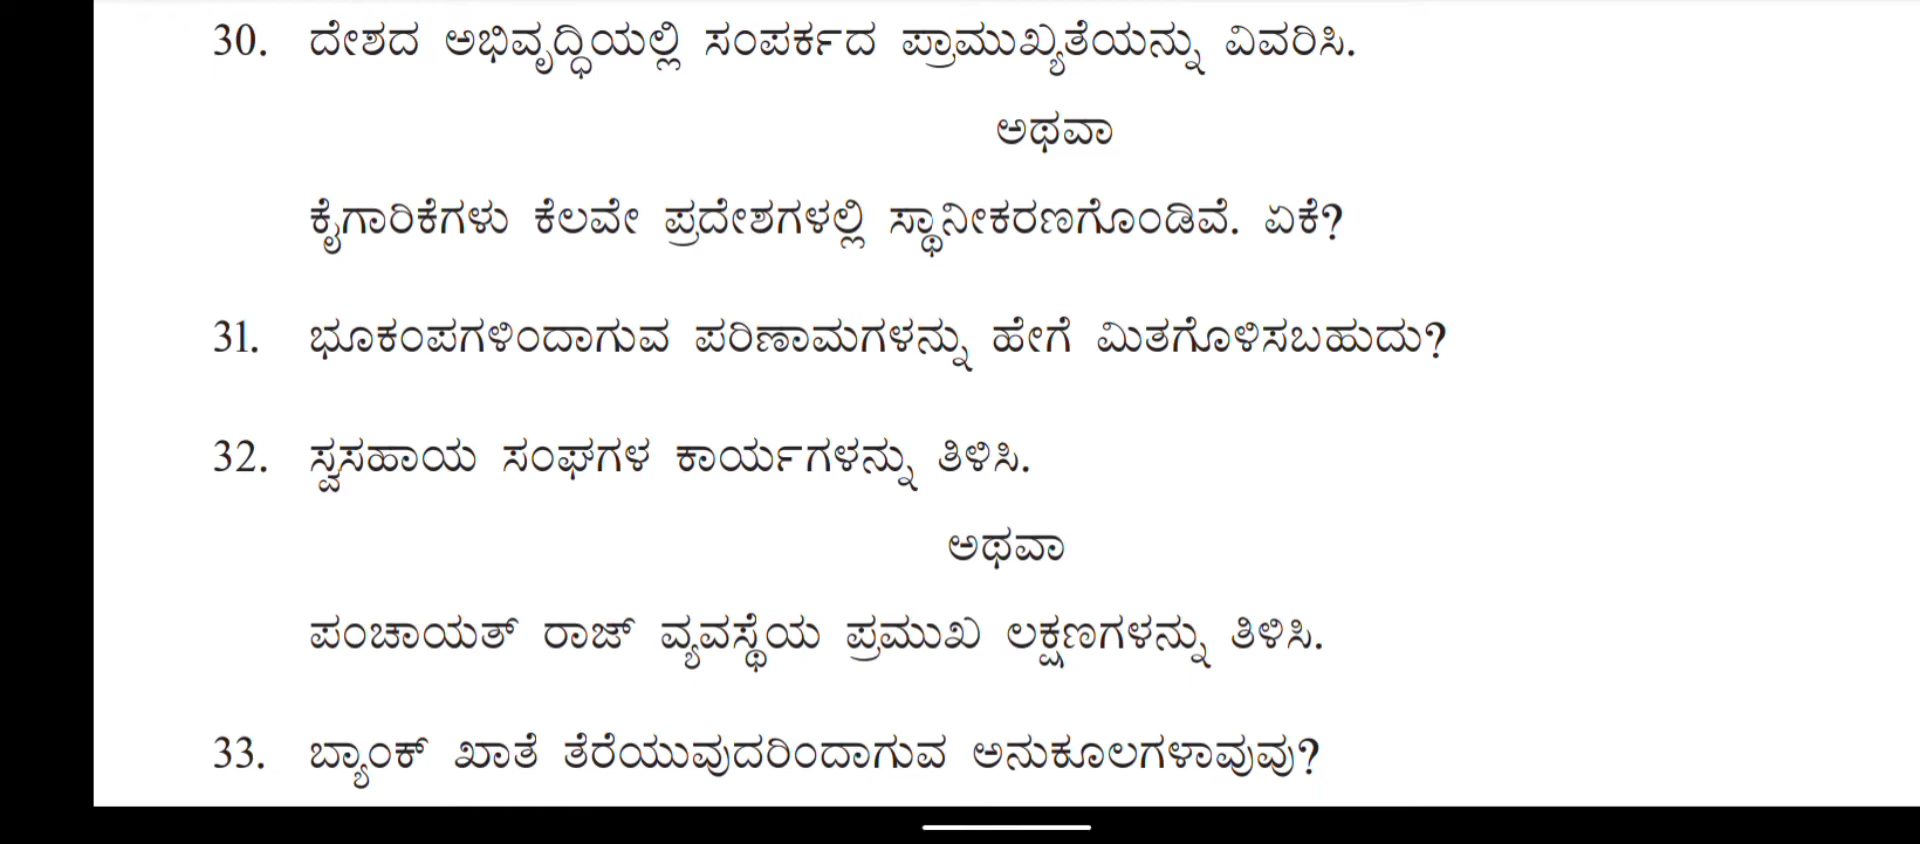 30. ದೇಶದ ಅಭಿವೃದ್ಧಿಯಲ್ಲಿ ಸಂಪರ್ಕದ ಪ್ರಾಮುಖ್ಯತೆಯನ್ನು ವಿವರಿಸಿ.
ಅಥವಾ
ಕೈಗಾರಿಕೆಗಳು ಕೆಲವೇ ಪ್ರದೇಶಗಳಲ್ಲಿ ಸ್ಥಾನೀಕರಣಗೊಂಡಿವೆ. ಏಕೆ?
31. ಭೂಕಂಪಗಳಿಂದಾಗುವ ಪರಿಣಾಮಗಳನ್ನು ಹೇಗೆ ಮಿತಗೊಳಿಸಬಹುದು?
32. ಸ್ವಸಹಾಯ ಸಂಘಗಳ ಕಾರ್ಯಗಳನ್ನು ತಿಳಿಸಿ.
ಅಥವಾ
ಪಂಚಾಯತ್ ರಾಜ್ ವ್ಯವಸ್ಥೆಯ ಪ್ರಮುಖ ಲಕ್ಷಣಗಳನ್ನು ತಿಳಿಸಿ.
33. ಬ್ಯಾಂಕ್ ಖಾತೆ ತೆರೆಯುವುದರಿಂದಾಗುವ ಅನುಕೂಲಗಳಾವುವು?